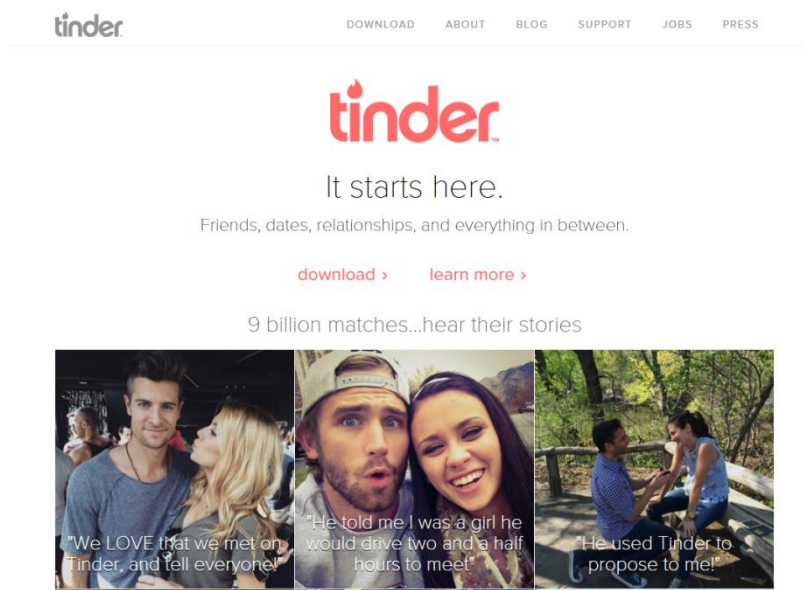 tinder
DOWNLOAD ABOUT BLOG SUPPORT JOBS PRESS
tinder™
It starts here.
Friends, dates, relationships, and everything in between.
download › learn more ›
9 billion matches...hear their stories
"We LOVE that we met on
Tinder, and tell everyone!"
"He told me I was a girl he
would drive two and a half
hours to meet"
"He used Tinder to
propose to me!"